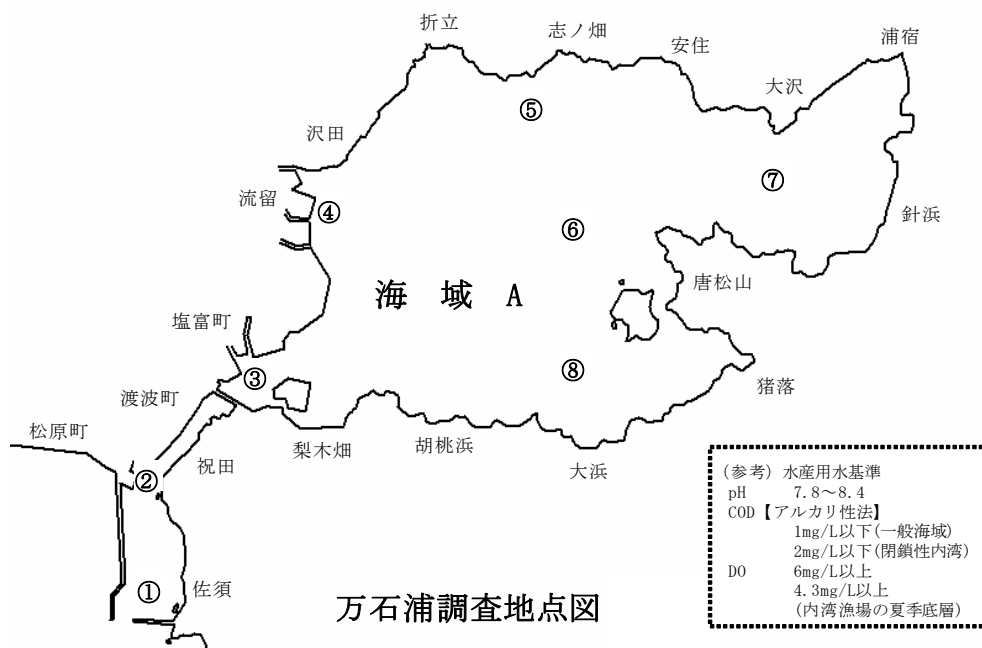 折立
志ノ畑
安住
浦宿
大沢
⑤
沢田
⑦
流留
④
針浜
⑥
唐松山
海 域 A
塩富町
③
⑧
猪落
渡波町
松原町
梨木畑
胡桃浜
祝田
大浜
②
①
佐須
万石浦調査地点図
(参考) 水産用水基準
pH 7.8～8.4
COD【アルカリ性法】
1mg/L以下(一般海域)
2mg/L以下(閉鎖性内湾)
DO 6mg/L以上
4.3mg/L以上
(内湾漁場の夏季底層)